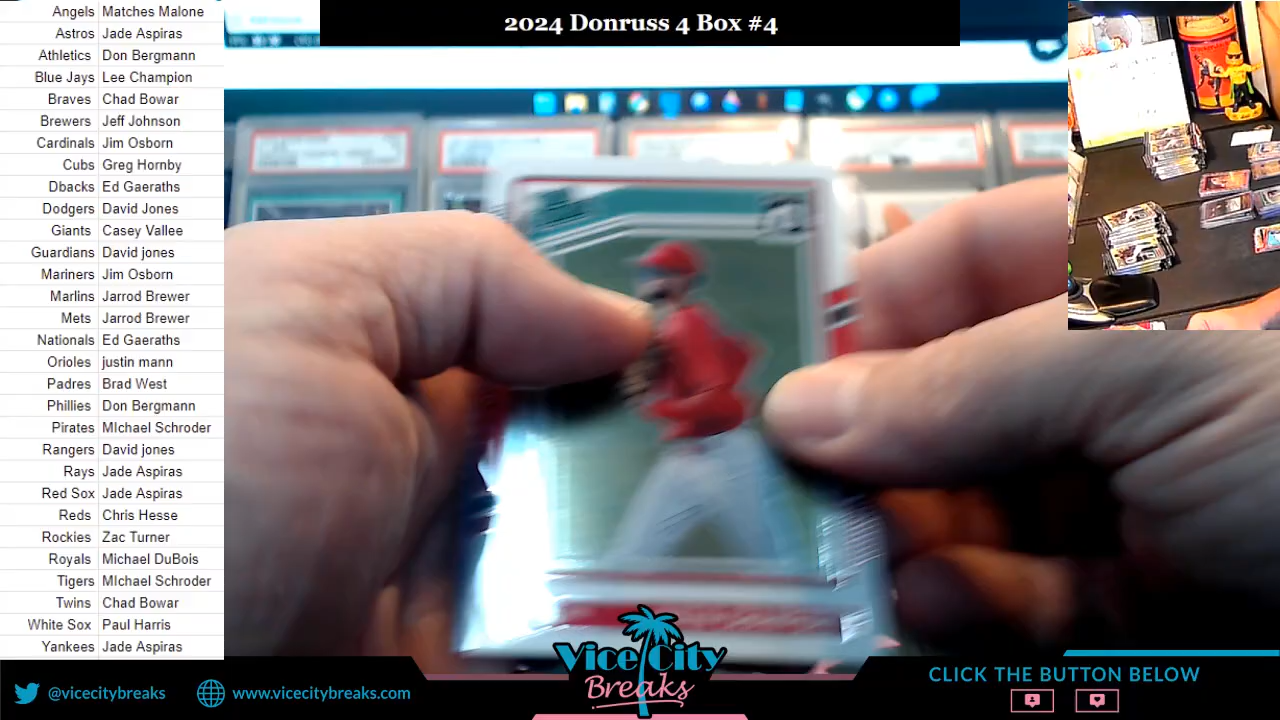 2024 Donruss 4 Box #4
Angels Matches Malone
Astros Jade Aspiras
Athletics Don Bergmann
Blue Jays Lee Champion
Braves Chad Bowar
Brewers Jeff Johnson
Cardinals Jim Osborn
Cubs Greg Hornby
Dbacks Ed Gaeraths
Dodgers David Jones
Giants Casey Vallee
Guardians David jones
Mariners Jim Osborn
Marlins Jarrod Brewer
Mets Jarrod Brewer
Nationals Ed Gaeraths
Orioles justin mann
Padres Brad West
Phillies Don Bergmann
Pirates MIchael Schroder
Rangers David jones
Rays Jade Aspiras
Red Sox Jade Aspiras
Reds Chris Hesse
Rockies Zac Turner
Royals Michael DuBois
Tigers MIchael Schroder
Twins Chad Bowar
White Sox Paul Harris
Yankees Jade Aspiras
@vicecitybreaks
www.vicecitybreaks.com
Vice City
Breaks
CLICK THE BUTTON BELOW